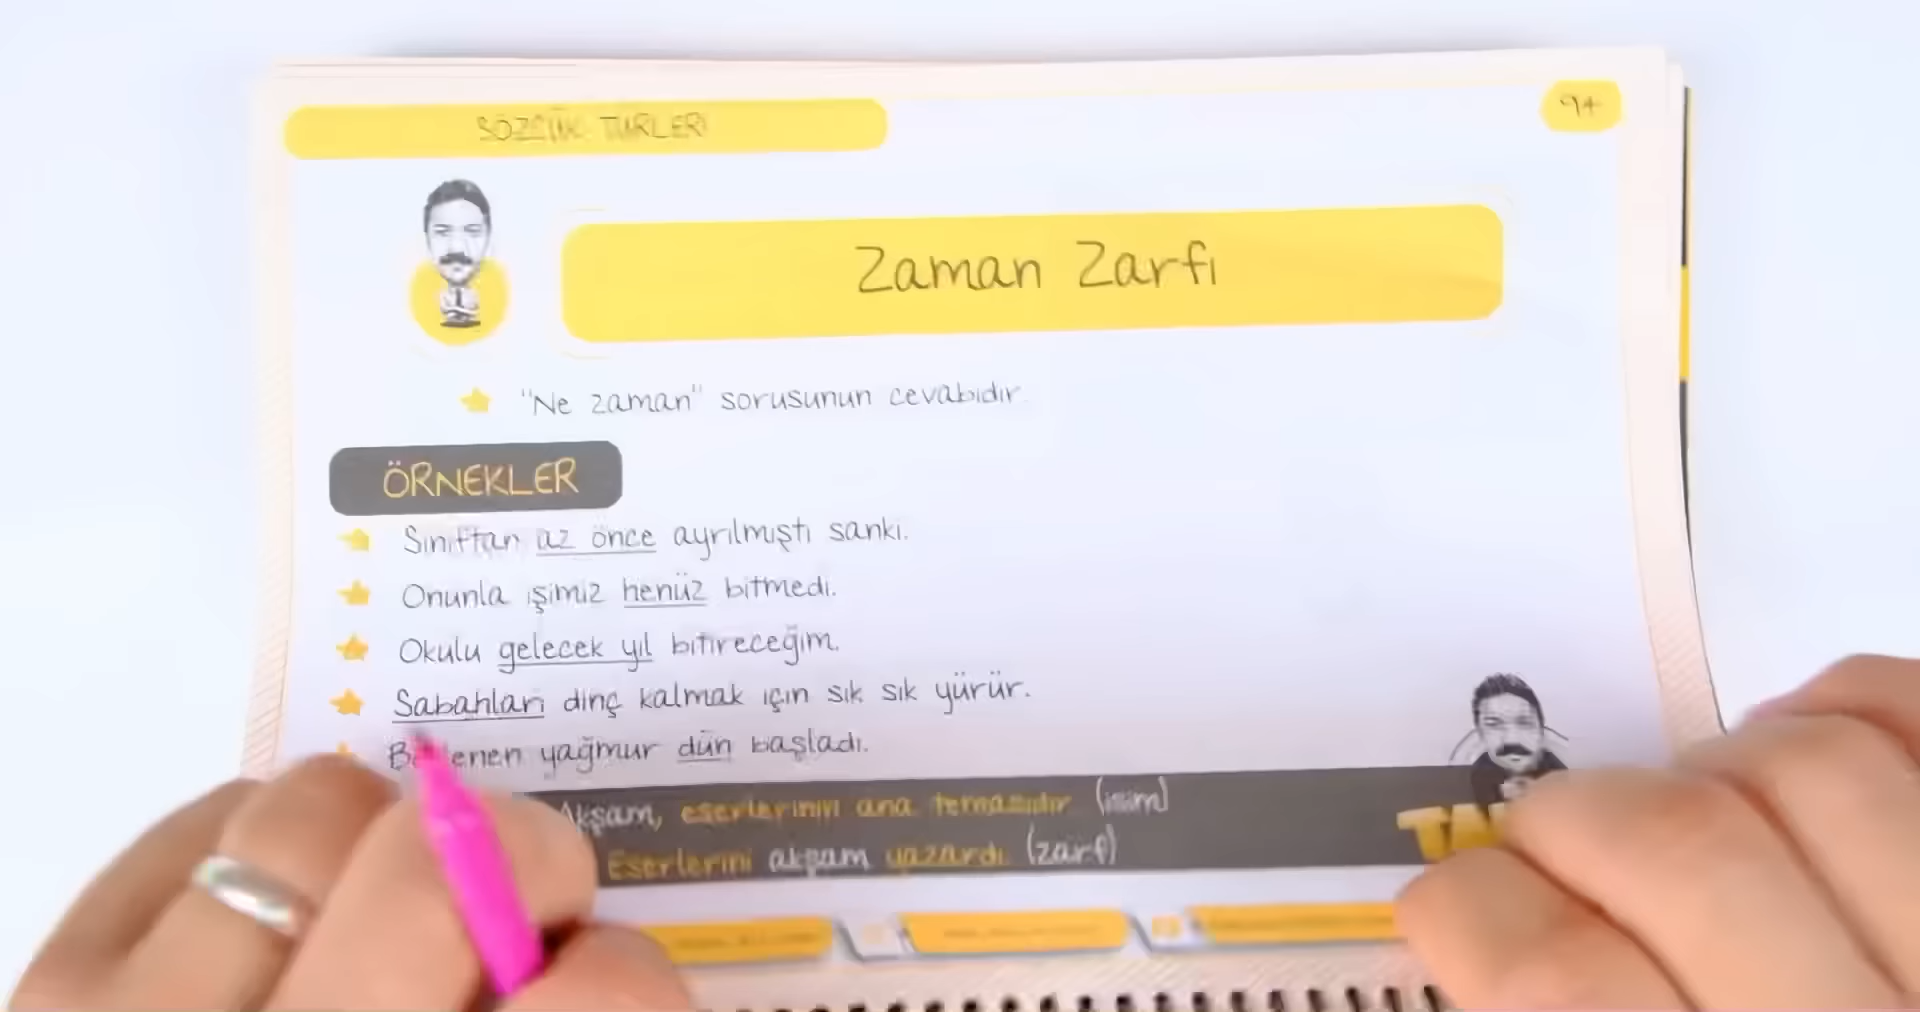 SÖZCÜK TÜRLERİ
Zaman Zarfı
"Ne zaman" sorusunun cevabıdır.
ÖRNEKLER
Sınıftan az önce ayrılmıştı sanki.
Onunla işimiz henüz bitmedi.
Okulu gelecek yıl bitireceğim.
Sabahları dinç kalmak için sık sık yürür.
yağmur dün başladı.
Akşam, eserlerinin ana temasıdır (isim)
Eserlerini akşam yazardı. (zarf)